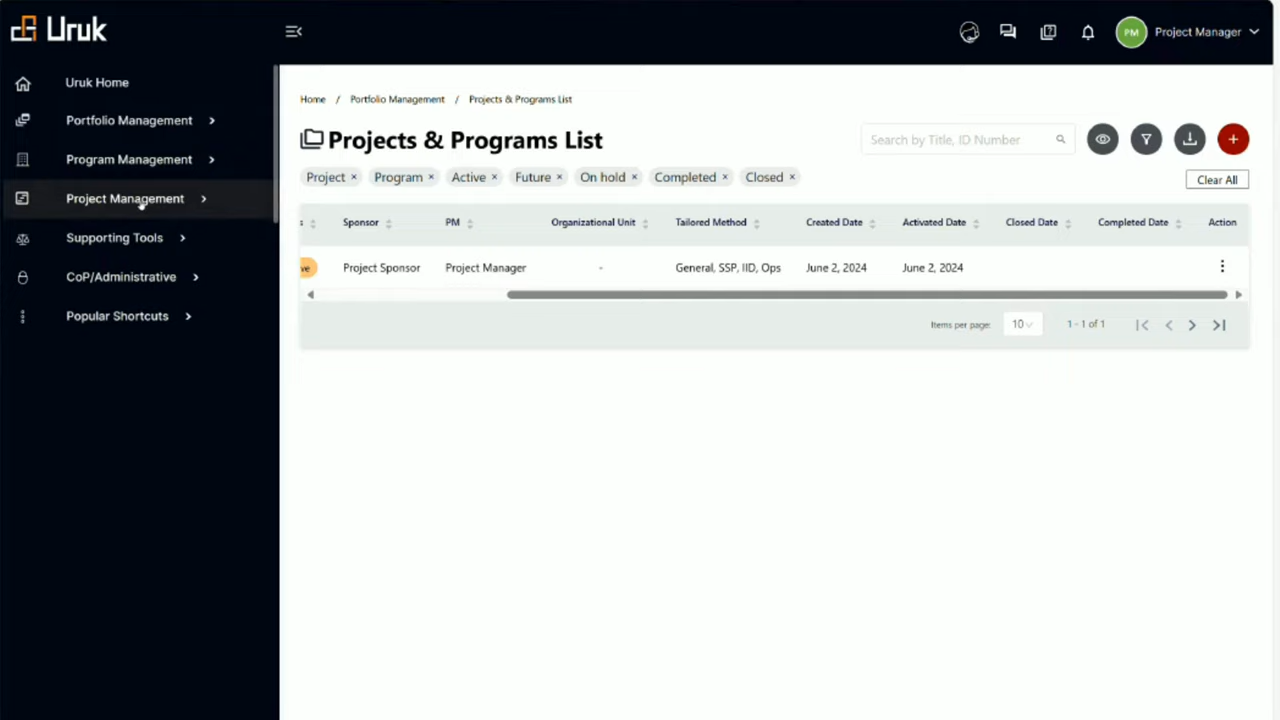 Uruk
PM
Project Manager
Uruk Home
Portfolio Management
Program Management
Project Management
Supporting Tools
CoP/Administrative
Popular Shortcuts
Home / Portfolio Management / Projects & Programs List
Projects & Programs List
Search by Title, ID Number
Project × Program × Active × Future × On hold × Completed × Closed ×
Clear All
s Sponsor PM Organizational Unit Tailored Method Created Date Activated Date Closed Date Completed Date Action
ve Project Sponsor Project Manager - General, SSP, IID, Ops June 2, 2024 June 2, 2024
Items per page: 10 1 - 1 of 1